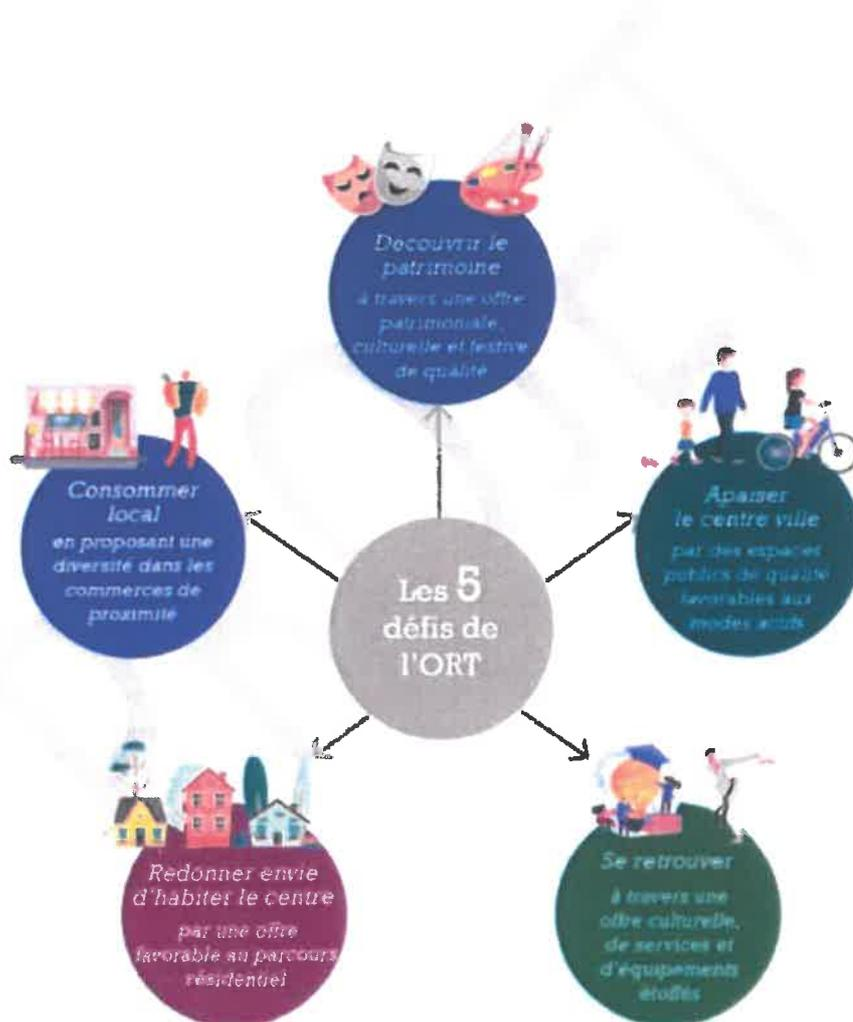 Découvrir le
patrimoine
à travers une offre
patrimoniale,
culturelle et festive
de qualité
Consommer
local
en proposant une
diversité dans les
commerces de
proximité
Apaiser
le centre ville
par des espaces
publics de qualité
favorables aux
modes actifs
Les 5
défis de
l'ORT
Redonner envie
d'habiter le centre
par une offre
favorable au parcours
résidentiel
Se retrouver
à travers une
offre culturelle,
de services et
d'équipements
étoffés